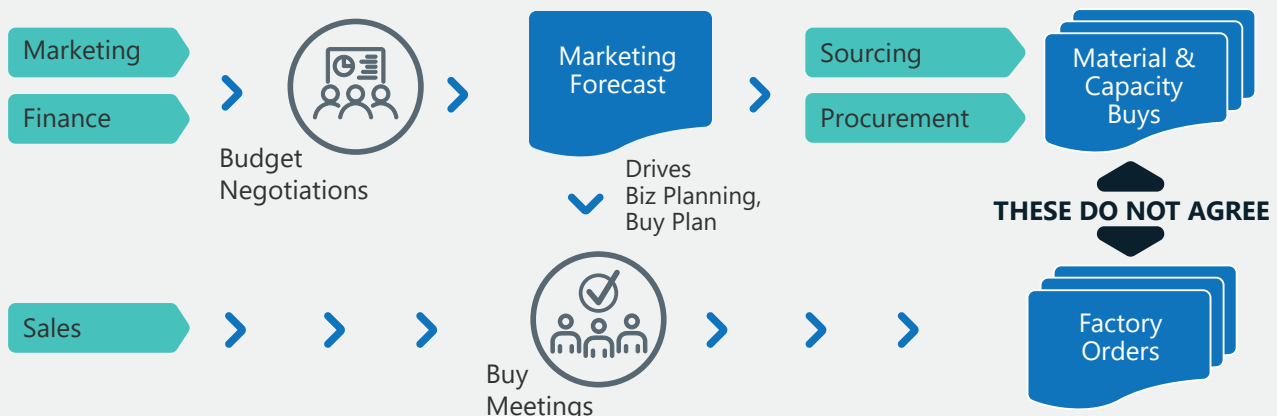 Marketing
Finance
Budget
Negotiations
Marketing
Forecast
Drives
Biz Planning,
Buy Plan
Sourcing
Procurement
Material &
Capacity
Buys
THESE DO NOT AGREE
Sales
Buy
Meetings
Factory
Orders